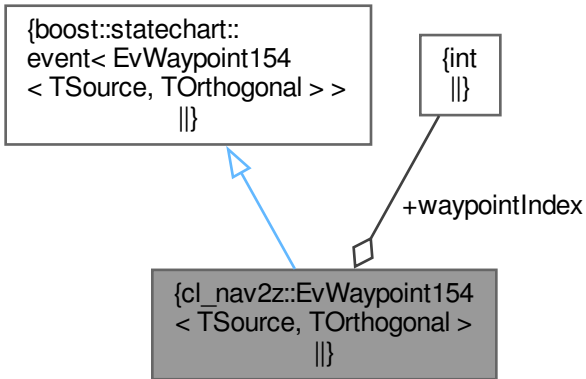 {boost::statechart::
event< EvWaypoint154
< TSource, TOrthogonal > >
||}
{int
||}
+waypointIndex
{cl_nav2z::EvWaypoint154
< TSource, TOrthogonal >
||}